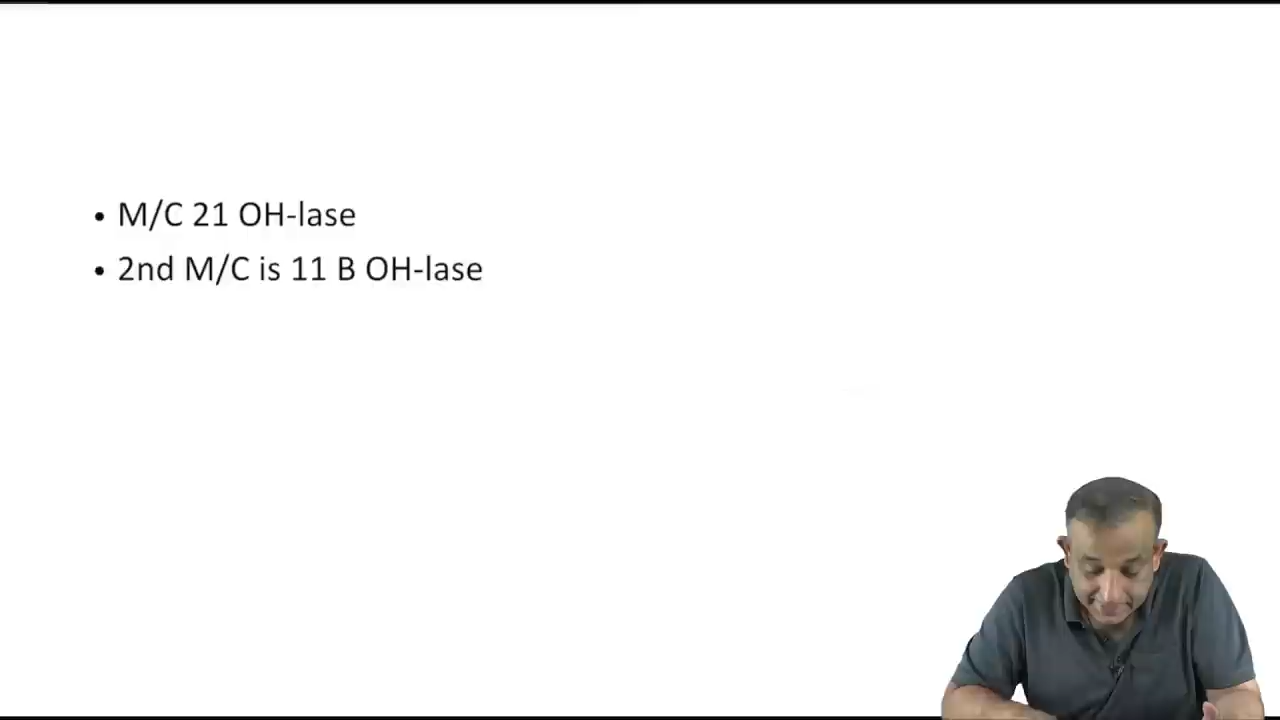 • M/C 21 OH-lase
• 2nd M/C is 11 B OH-lase